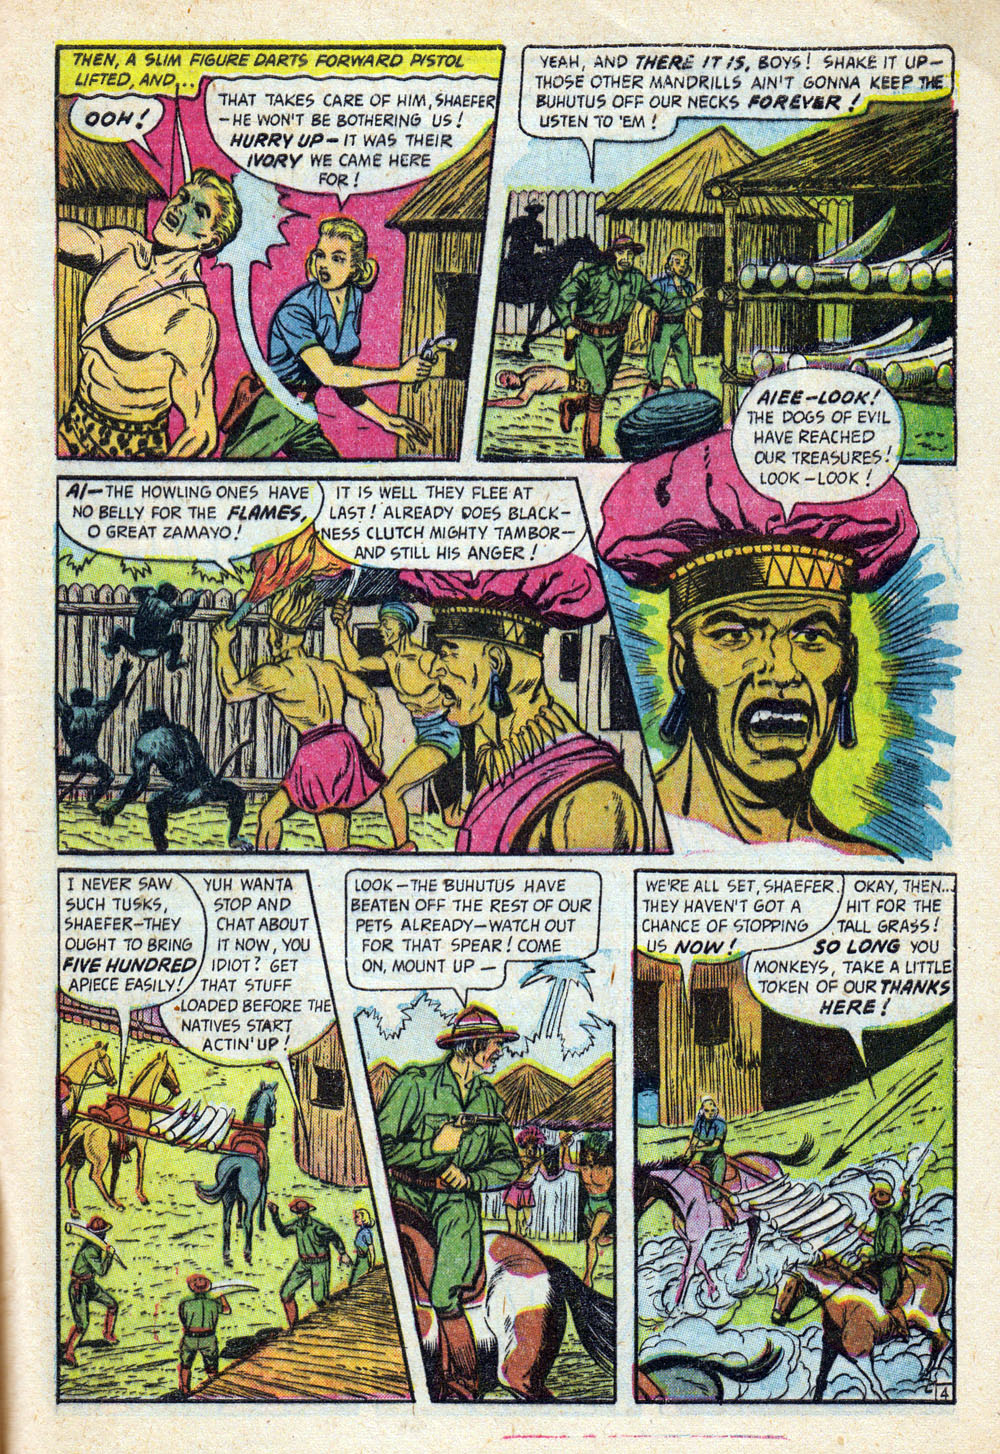 THEN, A SLIM FIGURE DARTS FORWARD PISTOL
LIFTED, AND...
OOH!
THAT TAKES CARE OF HIM, SHAEFER
—HE WON'T BE BOTHERING US!
HURRY UP— IT WAS THEIR
IVORY WE CAME HERE
FOR!
YEAH, AND THERE IT IS, BOYS! SHAKE IT UP—
THOSE OTHER MANDRILLS AIN'T GONNA KEEP THE
BUHUTUS OFF OUR NECKS FOREVER!
LISTEN TO 'EM!
AI—THE HOWLING ONES HAVE
NO BELLY FOR THE FLAMES,
O GREAT ZAMAYO!
IT IS WELL THEY FLEE AT
LAST! ALREADY DOES BLACK-
NESS CLUTCH MIGHTY TAMBOR—
AND STILL HIS ANGER!
AIEE—LOOK!
THE DOGS OF EVIL
HAVE REACHED
OUR TREASURES!
LOOK—LOOK!
I NEVER SAW
SUCH TUSKS,
SHAEFER—THEY
OUGHT TO BRING
FIVE HUNDRED
APIECE EASILY!
YUH WANTA
STOP AND
CHAT ABOUT
IT NOW, YOU
IDIOT? GET
THAT STUFF
LOADED BEFORE THE
NATIVES START
ACTIN' UP!
LOOK—THE BUHUTUS HAVE
BEATEN OFF THE REST OF OUR
PETS ALREADY—WATCH OUT
FOR THAT SPEAR! COME
ON, MOUNT UP—
WE'RE ALL SET, SHAEFER.
THEY HAVEN'T GOT A
CHANCE OF STOPPING
US NOW!
OKAY, THEN...
HIT FOR THE
TALL GRASS!
SO LONG YOU
MONKEYS, TAKE A LITTLE
TOKEN OF OUR THANKS
HERE!
4